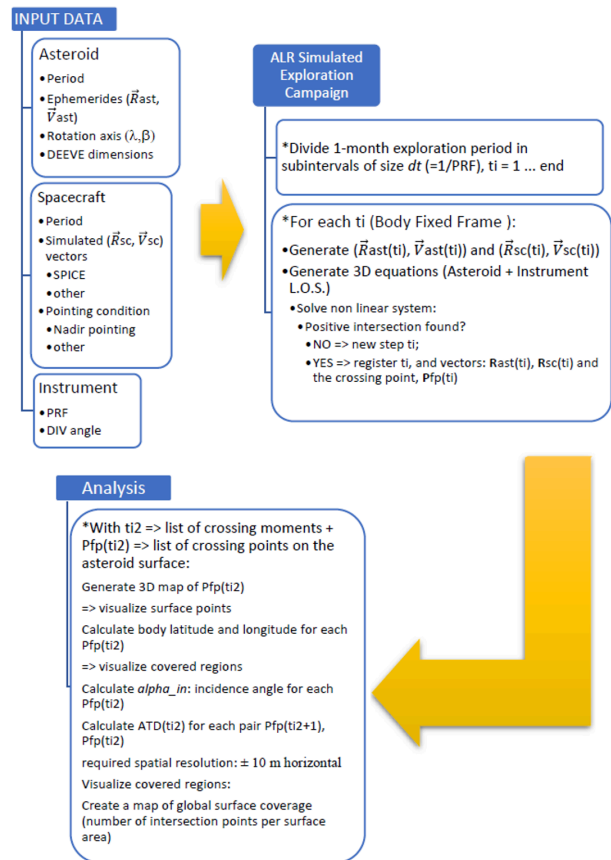 INPUT DATA
Asteroid
•Period
•Ephemerides (R⃗ast,
V⃗ast)
•Rotation axis (λ,β)
•DEEVE dimensions
Spacecraft
•Period
•Simulated (R⃗sc, V⃗sc)
vectors
•SPICE
•other
•Pointing condition
•Nadir pointing
•other
Instrument
•PRF
•DIV angle
ALR Simulated
Exploration
Campaign
*Divide 1-month exploration period in
subintervals of size dt (=1/PRF), ti = 1 ... end
*For each ti (Body Fixed Frame ):
•Generate (R⃗ast(ti), V⃗ast(ti)) and (R⃗sc(ti), V⃗sc(ti))
•Generate 3D equations (Asteroid + Instrument
L.O.S.)
•Solve non linear system:
•Positive intersection found?
•NO => new step ti;
•YES => register ti, and vectors: Rast(ti), Rsc(ti) and
the crossing point, Pfp(ti)
Analysis
*With ti2 => list of crossing moments +
Pfp(ti2) => list of crossing points on the
asteroid surface:
Generate 3D map of Pfp(ti2)
=> visualize surface points
Calculate body latitude and longitude for each
Pfp(ti2)
=> visualize covered regions
Calculate alpha_in: incidence angle for each
Pfp(ti2)
Calculate ATD(ti2) for each pair Pfp(ti2+1),
Pfp(ti2)
required spatial resolution: ± 10 m horizontal
Visualize covered regions:
Create a map of global surface coverage
(number of intersection points per surface
area)